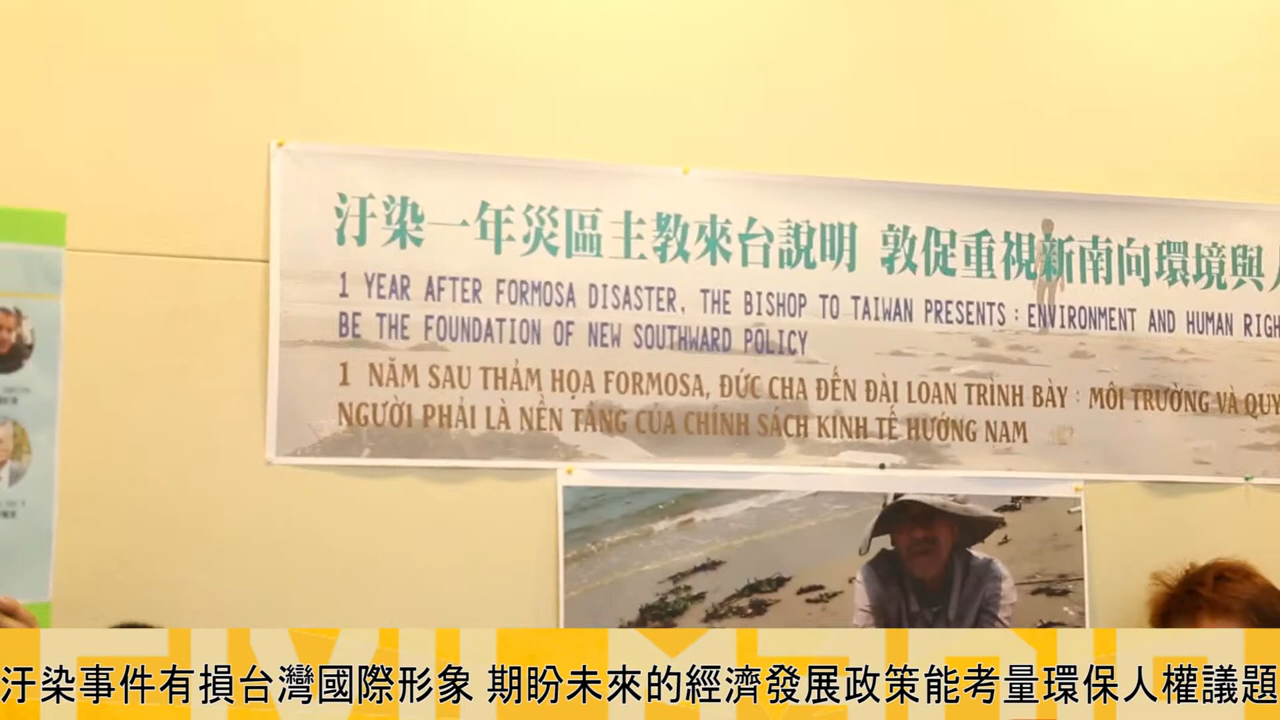 汙染一年災區主教來台說明 敦促重視新南向環境與人
1 YEAR AFTER FORMOSA DISASTER, THE BISHOP TO TAIWAN PRESENTS : ENVIRONMENT AND HUMAN RIGH
BE THE FOUNDATION OF NEW SOUTHWARD POLICY
1 NĂM SAU THẢM HỌA FORMOSA, ĐỨC CHA ĐẾN ĐÀI LOAN TRÌNH BÀY : MÔI TRƯỜNG VÀ QUY
NGƯỜI PHẢI LÀ NỀN TẢNG CỦA CHÍNH SÁCH KINH TẾ HƯỚNG NAM
汙染事件有損台灣國際形象 期盼未來的經濟發展政策能考量環保人權議題